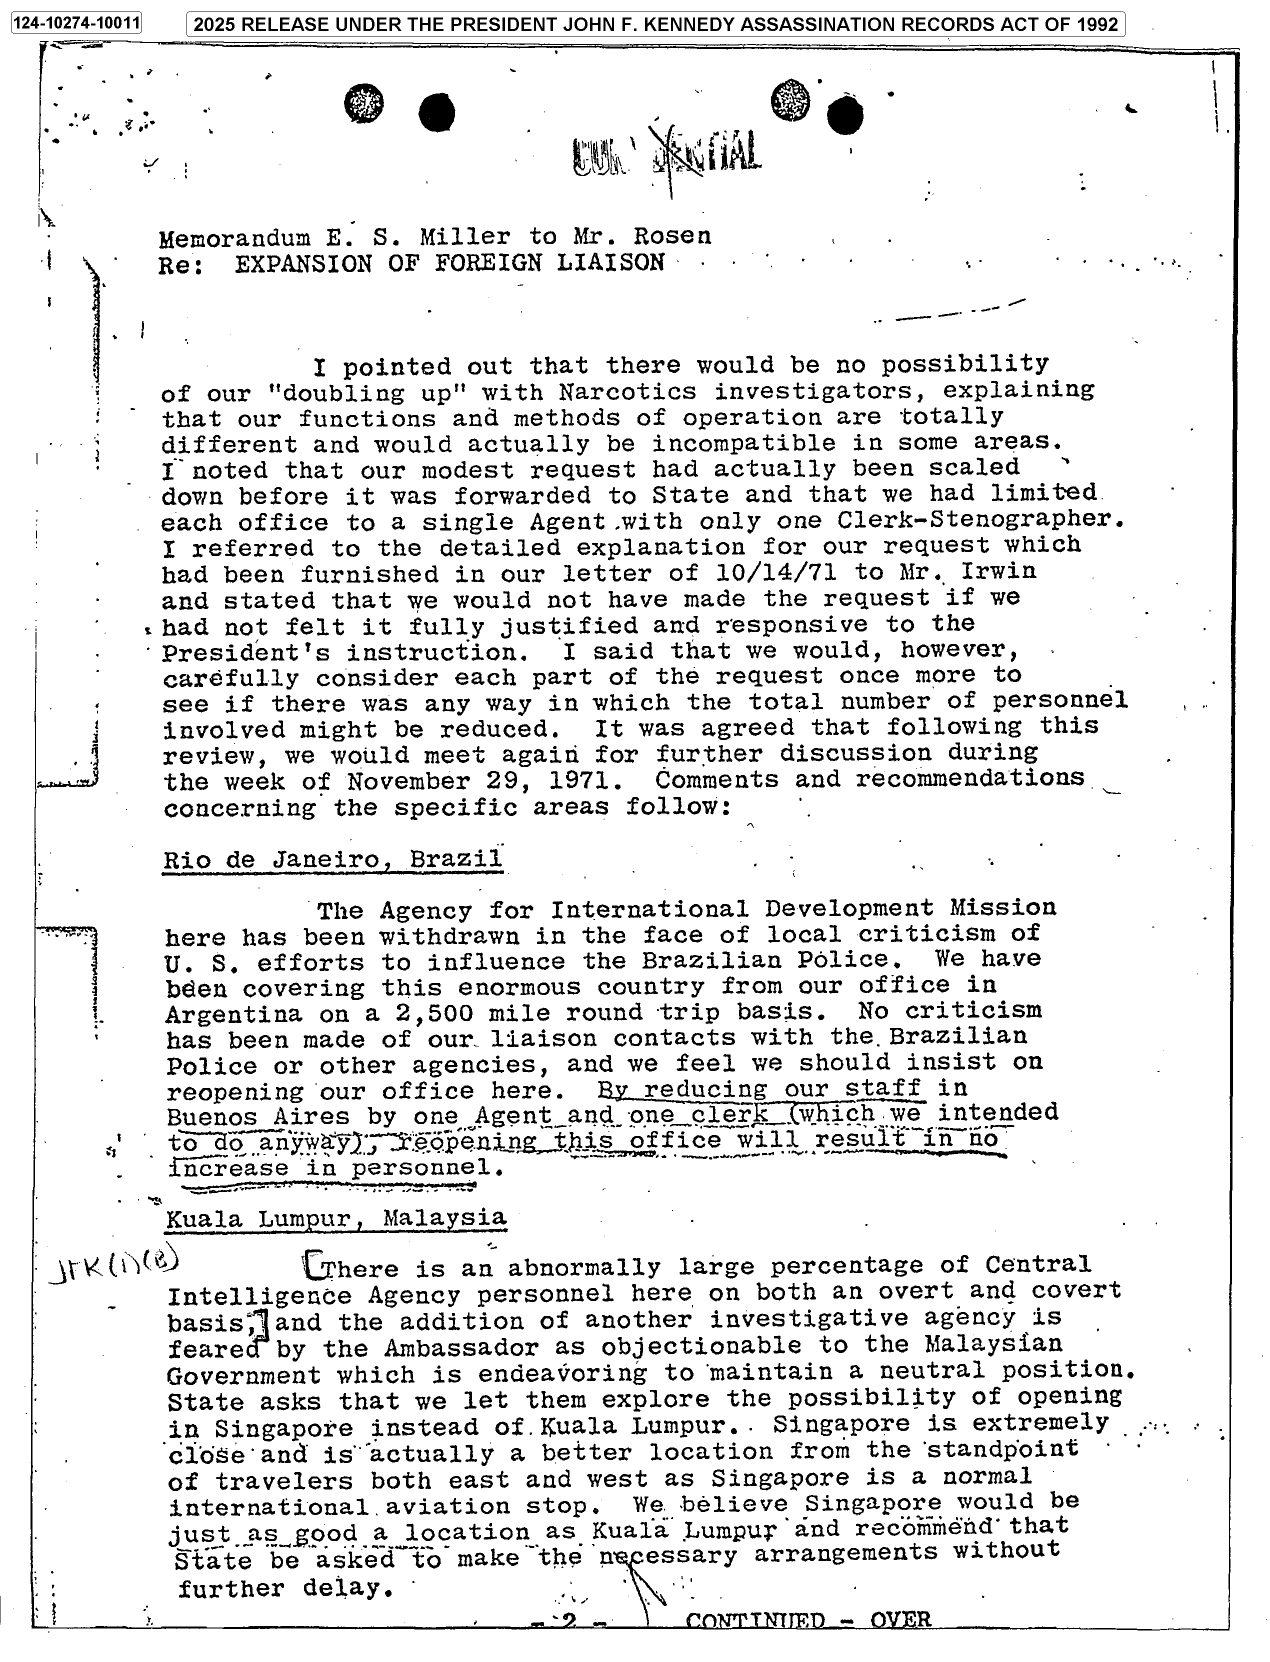 124-10274-10011
2025 RELEASE UNDER THE PRESIDENT JOHN F. KENNEDY ASSASSINATION RECORDS ACT OF 1992
Memorandum E. S. Miller to Mr. Rosen
Re: EXPANSION OF FOREIGN LIAISON
I pointed out that there would be no possibility
of our "doubling up" with Narcotics investigators, explaining
that our functions and methods of operation are totally
different and would actually be incompatible in some areas.
I noted that our modest request had actually been scaled
down before it was forwarded to State and that we had limited
each office to a single Agent with only one Clerk-Stenographer.
I referred to the detailed explanation for our request which
had been furnished in our letter of 10/14/71 to Mr. Irwin
and stated that we would not have made the request if we
had not felt it fully justified and responsive to the
President's instruction. I said that we would, however,
carefully consider each part of the request once more to
see if there was any way in which the total number of personnel
involved might be reduced. It was agreed that following this
review, we would meet again for further discussion during
the week of November 29, 1971. Comments and recommendations
concerning the specific areas follow:
Rio de Janeiro, Brazil
The Agency for International Development Mission
here has been withdrawn in the face of local criticism of
U. S. efforts to influence the Brazilian Police. We have
been covering this enormous country from our office in
Argentina on a 2,500 mile round trip basis. No criticism
has been made of our liaison contacts with the Brazilian
Police or other agencies, and we feel we should insist on
reopening our office here. By reducing our staff in
Buenos Aires by one Agent and one clerk (which we intended
to do anyway), reopening this office will result in no
increase in personnel.
Kuala Lumpur, Malaysia
JFK(1)(B)
[There is an abnormally large percentage of Central
Intelligence Agency personnel here on both an overt and covert
basis,] and the addition of another investigative agency is
feared by the Ambassador as objectionable to the Malaysian
Government which is endeavoring to maintain a neutral position.
State asks that we let them explore the possibility of opening
in Singapore instead of Kuala Lumpur. Singapore is extremely
close and is actually a better location from the standpoint
of travelers both east and west as Singapore is a normal
international aviation stop. We believe Singapore would be
just as good a location as Kuala Lumpur and recommend that
State be asked to make the necessary arrangements without
further delay.
- 2 - CONTINUED - OVER